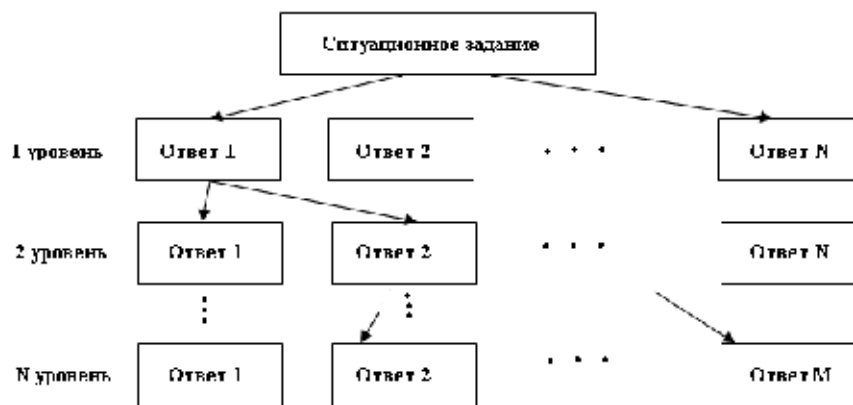 Ситуационное задание
1 уровень Ответ 1 Ответ 2 . . . Ответ N
2 уровень Ответ 1 Ответ 2 . . . Ответ N
N уровень Ответ 1 Ответ 2 . . . Ответ M